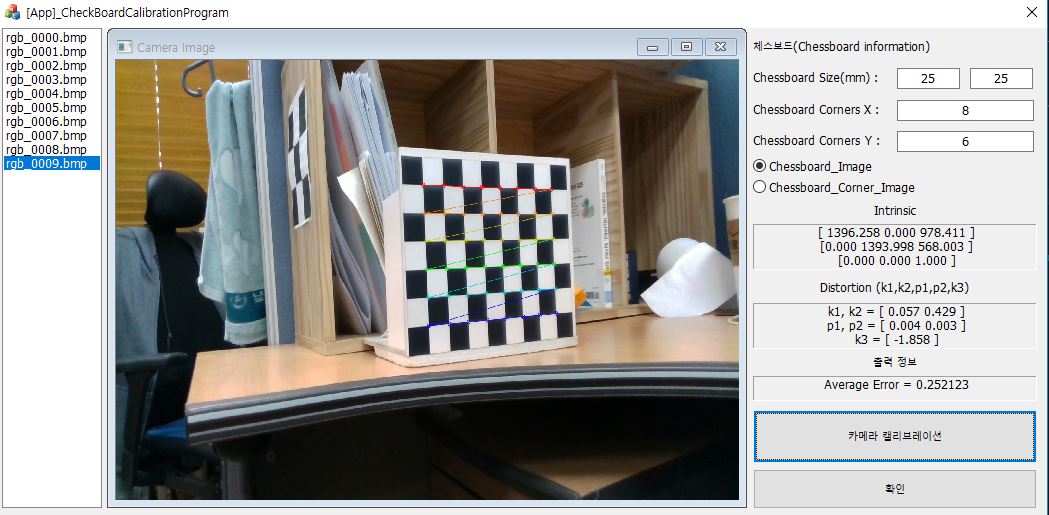 [App]_CheckBoardCalibrationProgram
rgb_0000.bmp
rgb_0001.bmp
rgb_0002.bmp
rgb_0003.bmp
rgb_0004.bmp
rgb_0005.bmp
rgb_0006.bmp
rgb_0007.bmp
rgb_0008.bmp
rgb_0009.bmp
Camera Image
체스보드(Chessboard information)
Chessboard Size(mm) : 25 25
Chessboard Corners X : 8
Chessboard Corners Y : 6
Chessboard_Image
Chessboard_Corner_Image
Intrinsic
[ 1396.258 0.000 978.411 ]
[0.000 1393.998 568.003 ]
[0.000 0.000 1.000 ]
Distortion (k1,k2,p1,p2,k3)
k1, k2 = [ 0.057 0.429 ]
p1, p2 = [ 0.004 0.003 ]
k3 = [ -1.858 ]
출력 정보
Average Error = 0.252123
카메라 캘리브레이션
확인